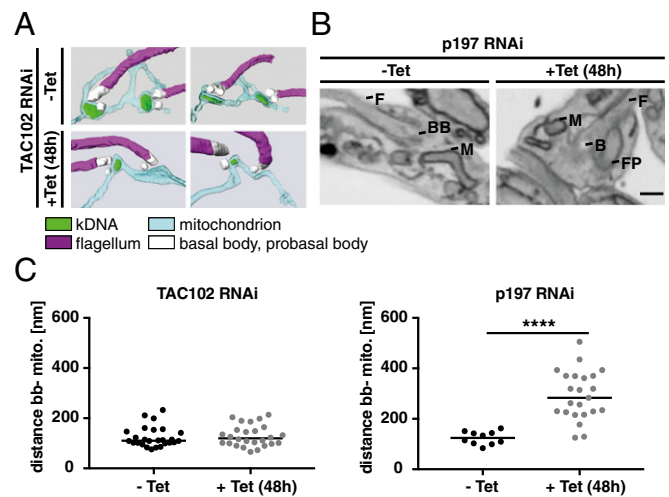 A
TAC102 RNAi
-Tet
+Tet (48h)
kDNA
mitochondrion
flagellum
basal body, probasal body
B
p197 RNAi
-Tet
+Tet (48h)
F
BB
M
F
M
B
FP
C
TAC102 RNAi
distance bb- mito. [nm]
600
400
200
0
- Tet
+ Tet (48h)
p197 RNAi
distance bb- mito. [nm]
600
400
200
0
****
- Tet
+ Tet (48h)